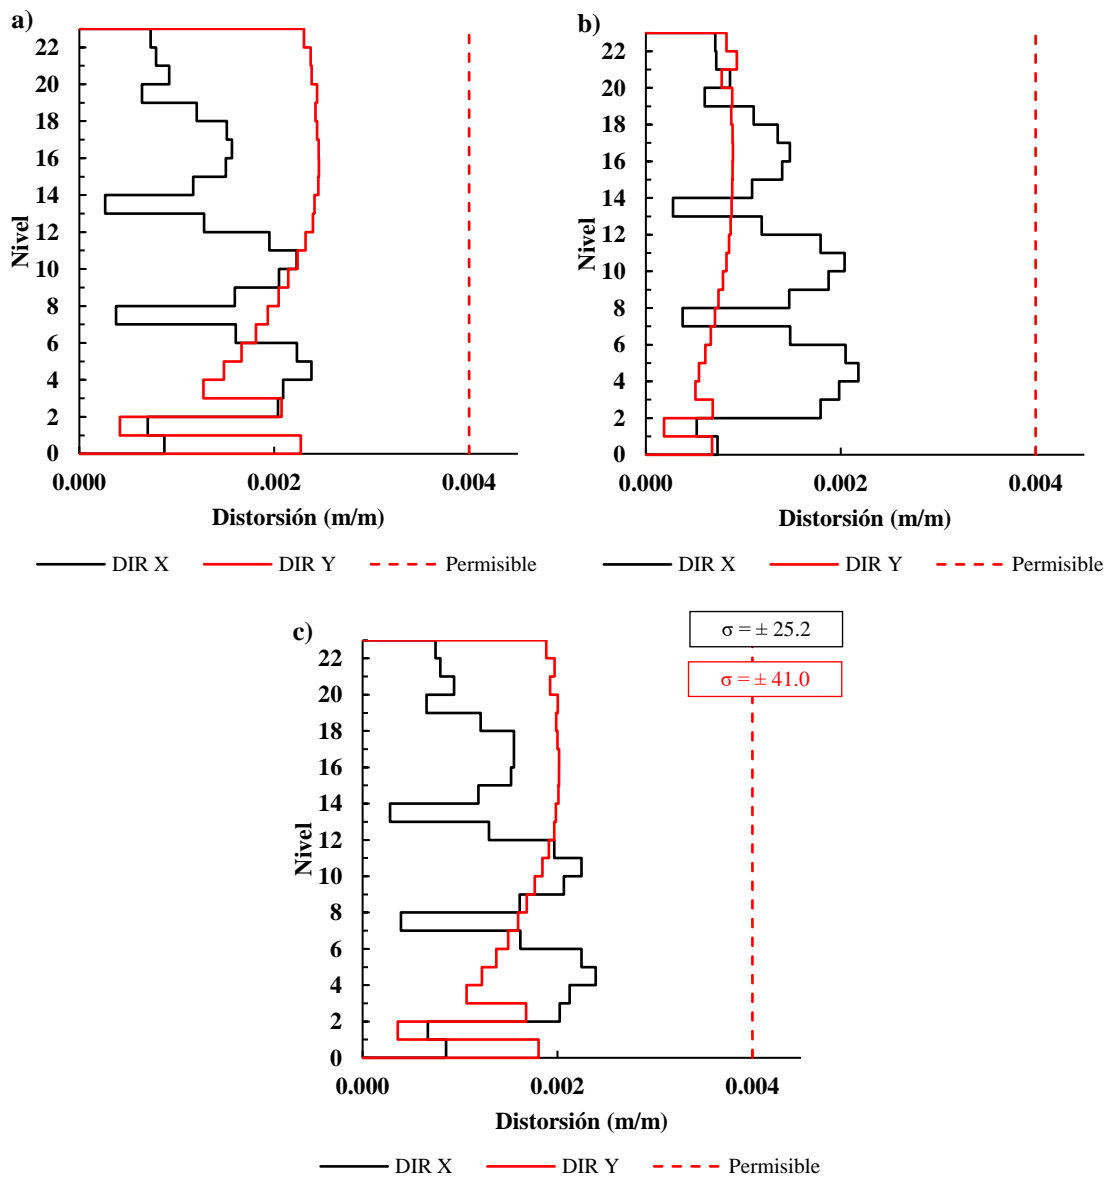 a)
22
20
18
16
14
12
10
8
6
4
2
0
Nivel
0.000 0.002 0.004
Distorsión (m/m)
DIR X DIR Y Permisible
b)
22
20
18
16
14
12
10
8
6
4
2
0
Nivel
0.000 0.002 0.004
Distorsión (m/m)
DIR X DIR Y Permisible
c)
σ = ± 25.2
σ = ± 41.0
22
20
18
16
14
12
10
8
6
4
2
0
Nivel
0.000 0.002 0.004
Distorsión (m/m)
DIR X DIR Y Permisible